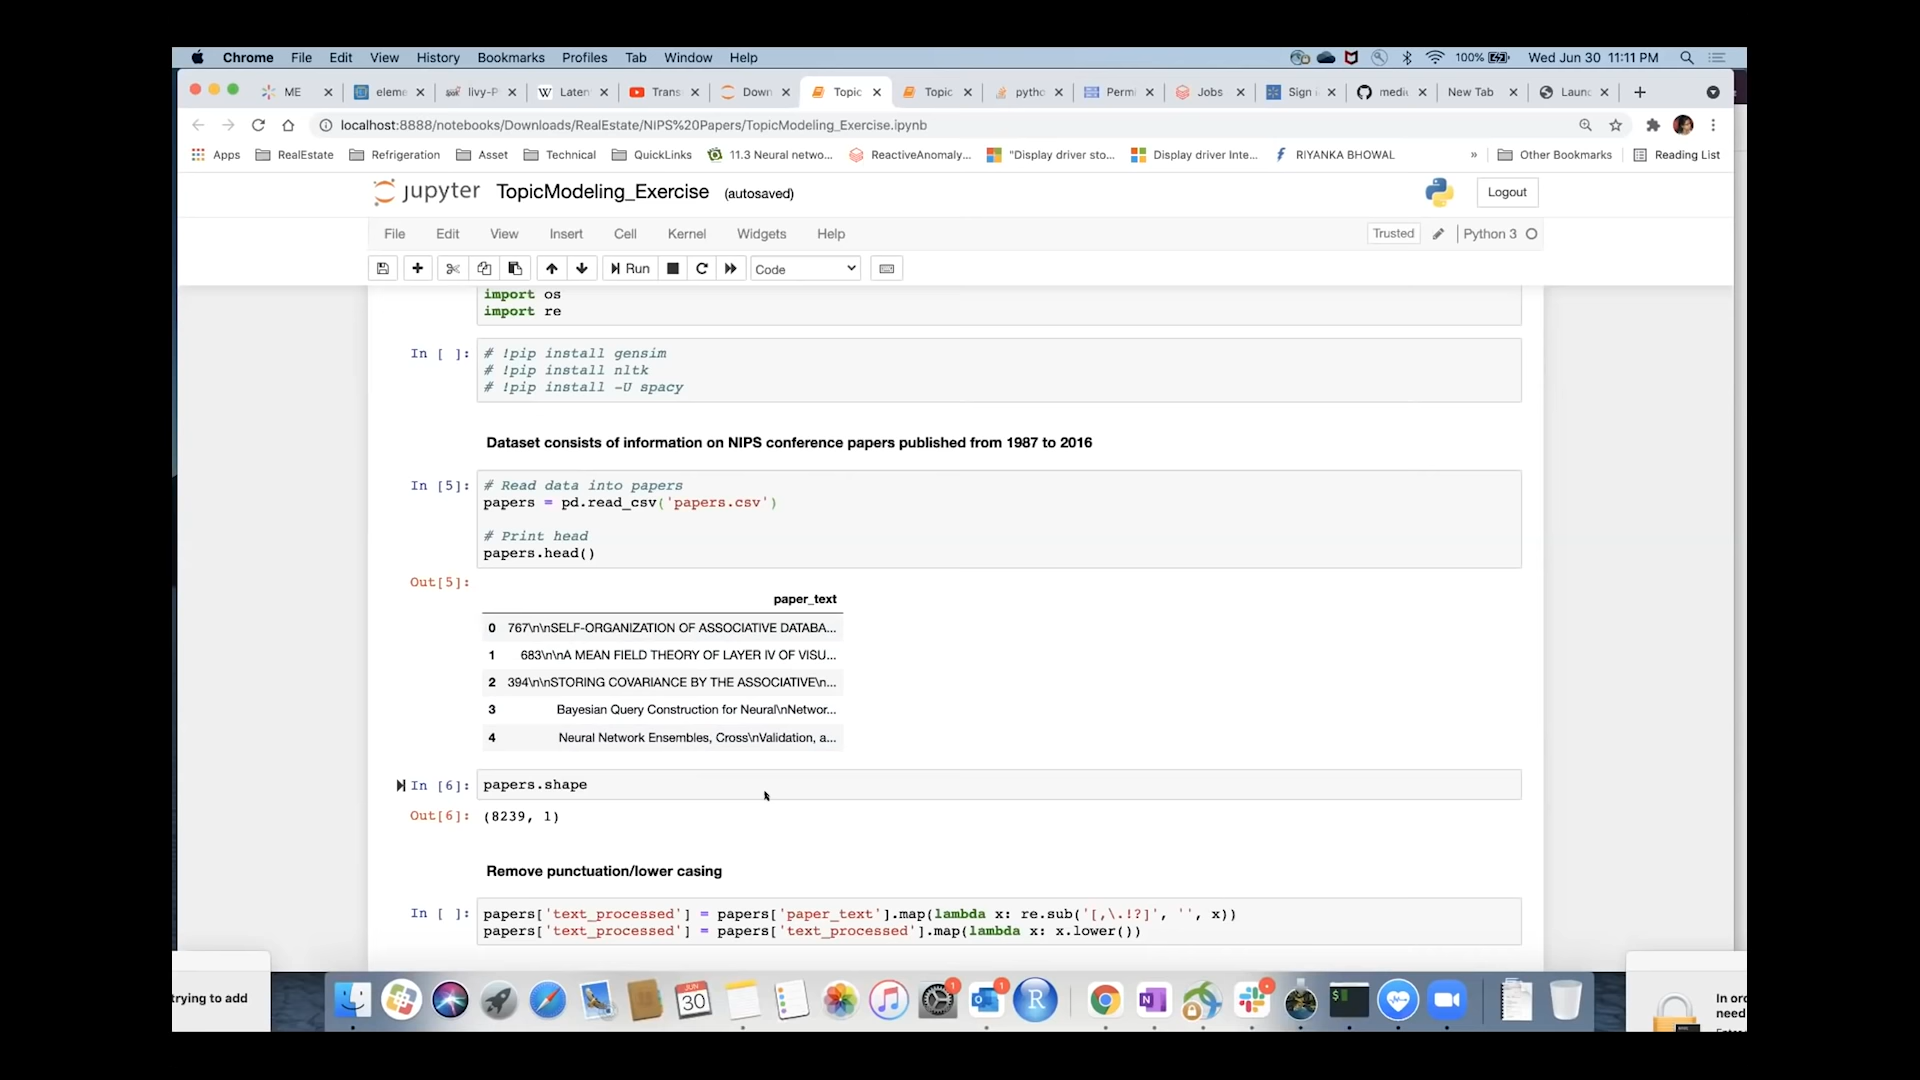 Chrome File Edit View History Bookmarks Profiles Tab Window Help 100% Wed Jun 30 11:11 PM
ME eleme livy-P Laten Trans Down Topic Topic pytho Permi Jobs Sign i medi New Tab Launc
localhost:8888/notebooks/Downloads/RealEstate/NIPS%20Papers/TopicModeling_Exercise.ipynb
Apps RealEstate Refrigeration Asset Technical QuickLinks 11.3 Neural netwo... ReactiveAnomaly... "Display driver sto... Display driver Inte... RIYANKA BHOWAL » Other Bookmarks Reading List
jupyter TopicModeling_Exercise (autosaved) Logout
File Edit View Insert Cell Kernel Widgets Help Trusted Python 3
Run Code
import os
import re
In [ ]: # !pip install gensim
# !pip install nltk
# !pip install -U spacy
Dataset consists of information on NIPS conference papers published from 1987 to 2016
In [5]: # Read data into papers
papers = pd.read_csv('papers.csv')
# Print head
papers.head()
Out[5]:
paper_text
0 767\n\nSELF-ORGANIZATION OF ASSOCIATIVE DATABA...
1 683\n\nA MEAN FIELD THEORY OF LAYER IV OF VISU...
2 394\n\nSTORING COVARIANCE BY THE ASSOCIATIVE\n...
3 Bayesian Query Construction for Neural\nNetwor...
4 Neural Network Ensembles, Cross\nValidation, a...
In [6]: papers.shape
Out[6]: (8239, 1)
Remove punctuation/lower casing
In [ ]: papers['text_processed'] = papers['paper_text'].map(lambda x: re.sub('[,\.!?]', '', x))
papers['text_processed'] = papers['text_processed'].map(lambda x: x.lower())
trying to add
JUN
30
1
1
R
N
$
In orc
need